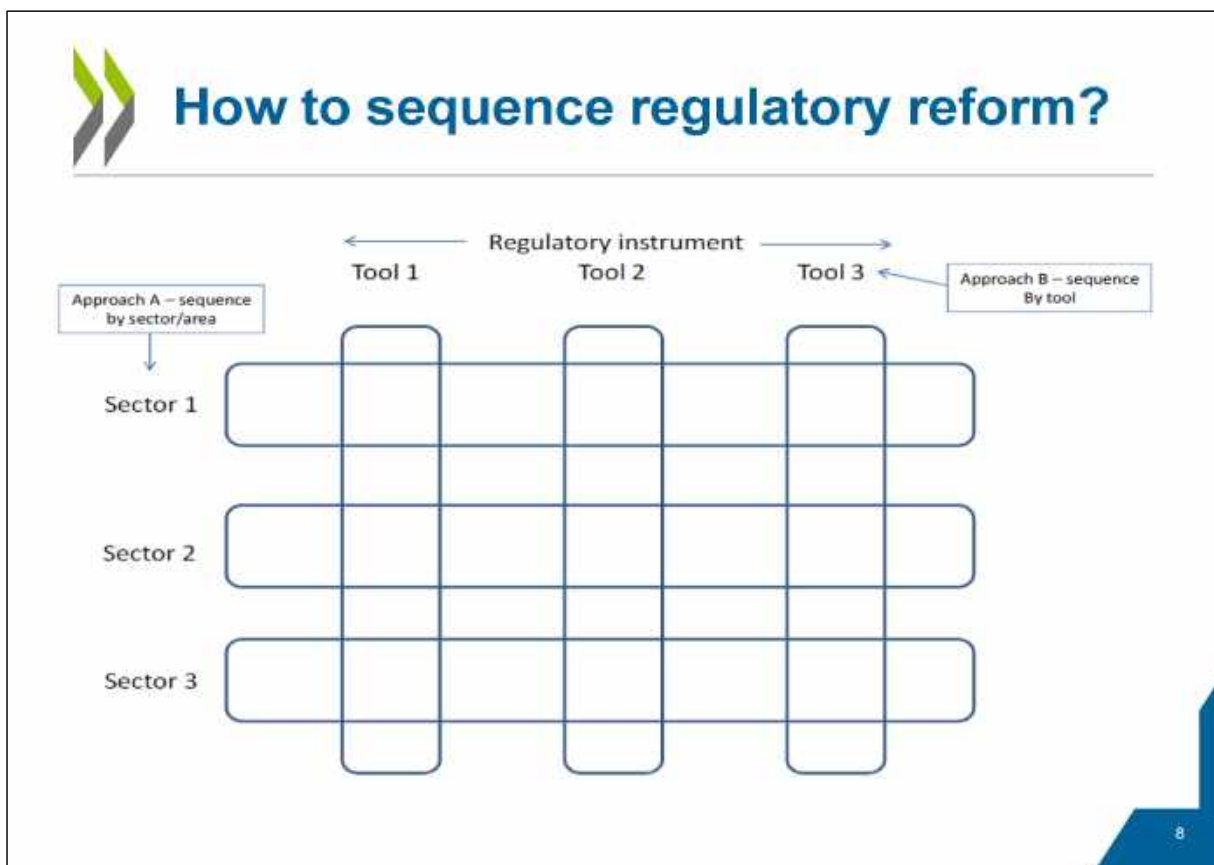 How to sequence regulatory reform?
Regulatory instrument
Tool 1 Tool 2 Tool 3
Approach A – sequence
by sector/area
Approach B – sequence
By tool
Sector 1
Sector 2
Sector 3
8